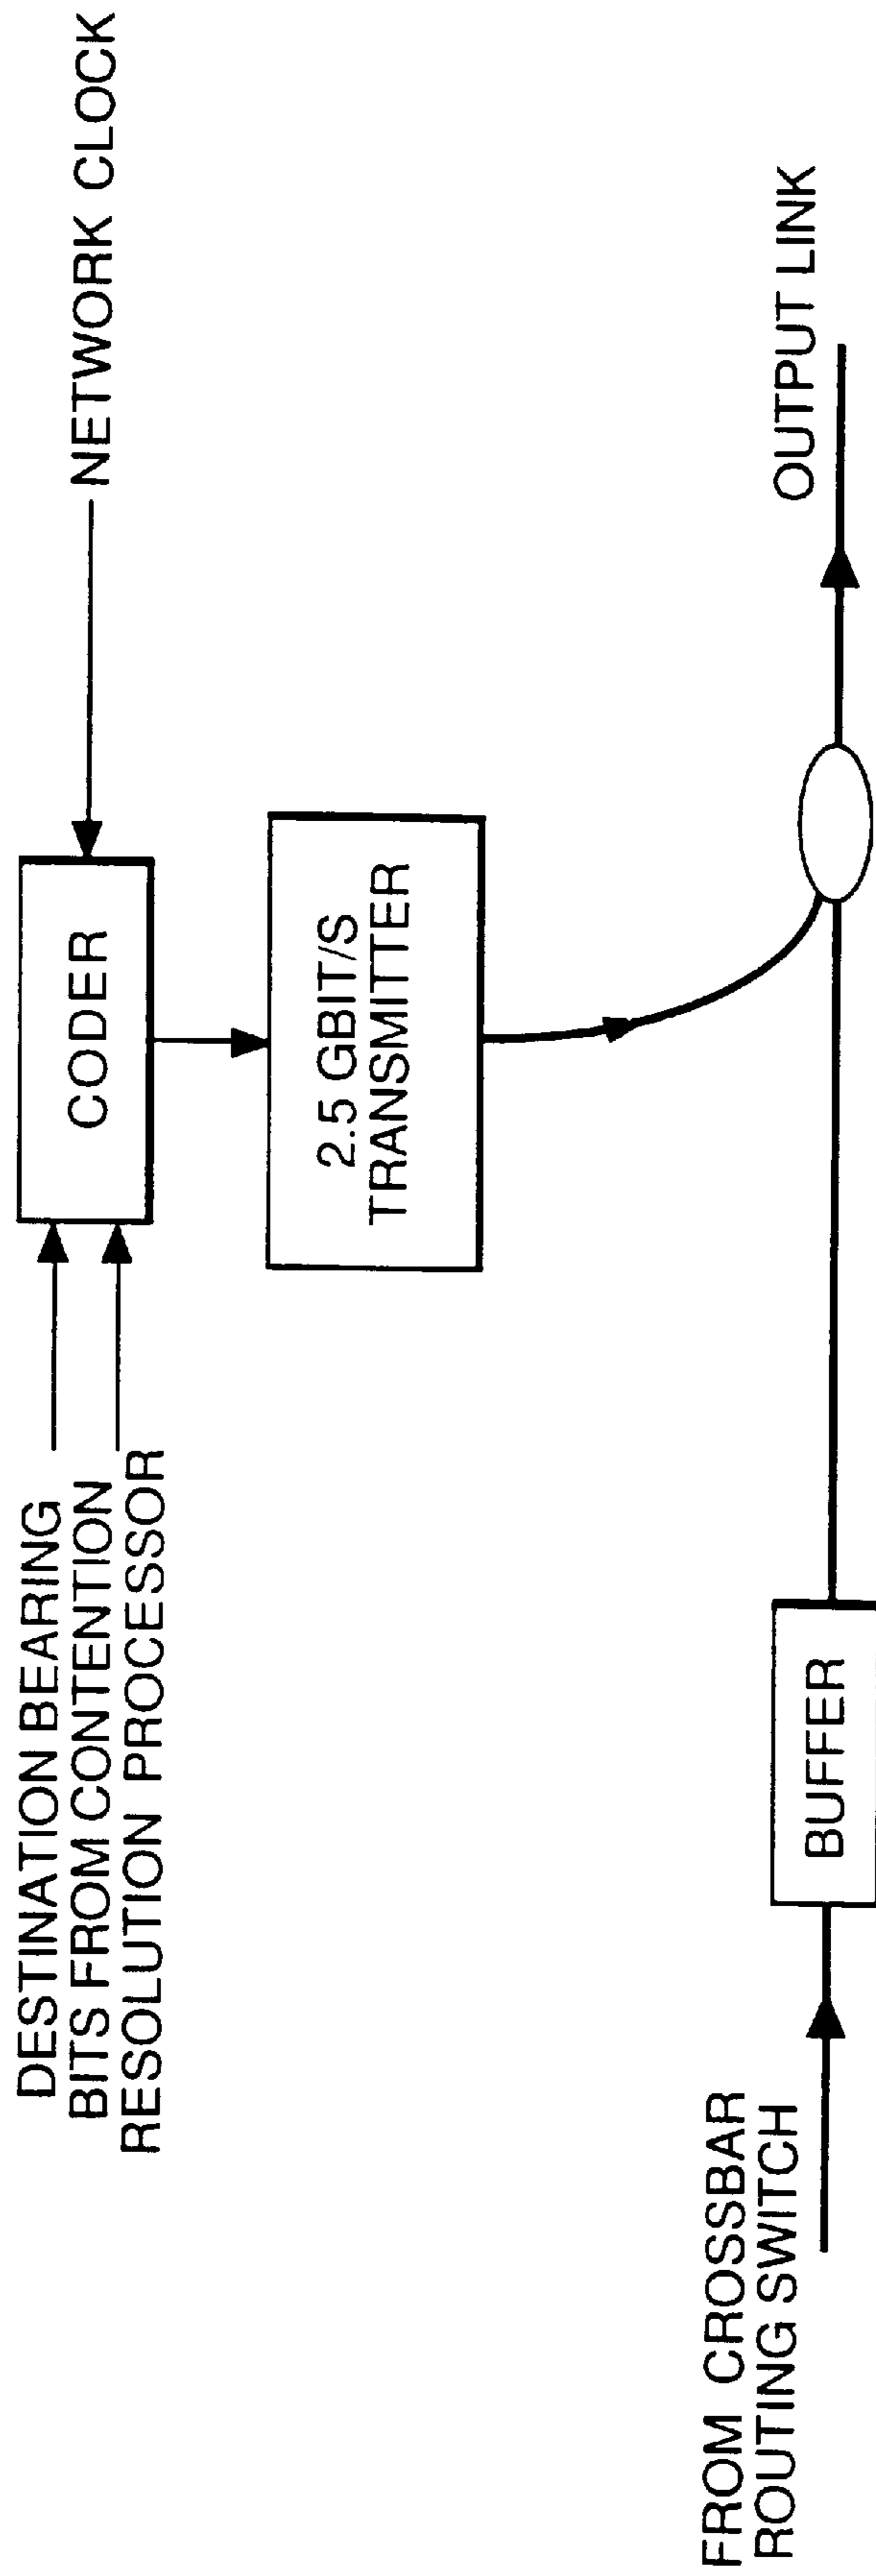 DESTINATION BEARING
BITS FROM CONTENTION
RESOLUTION PROCESSOR
CODER
NETWORK CLOCK
2.5 GBIT/S
TRANSMITTER
FROM CROSSBAR
ROUTING SWITCH
BUFFER
OUTPUT LINK